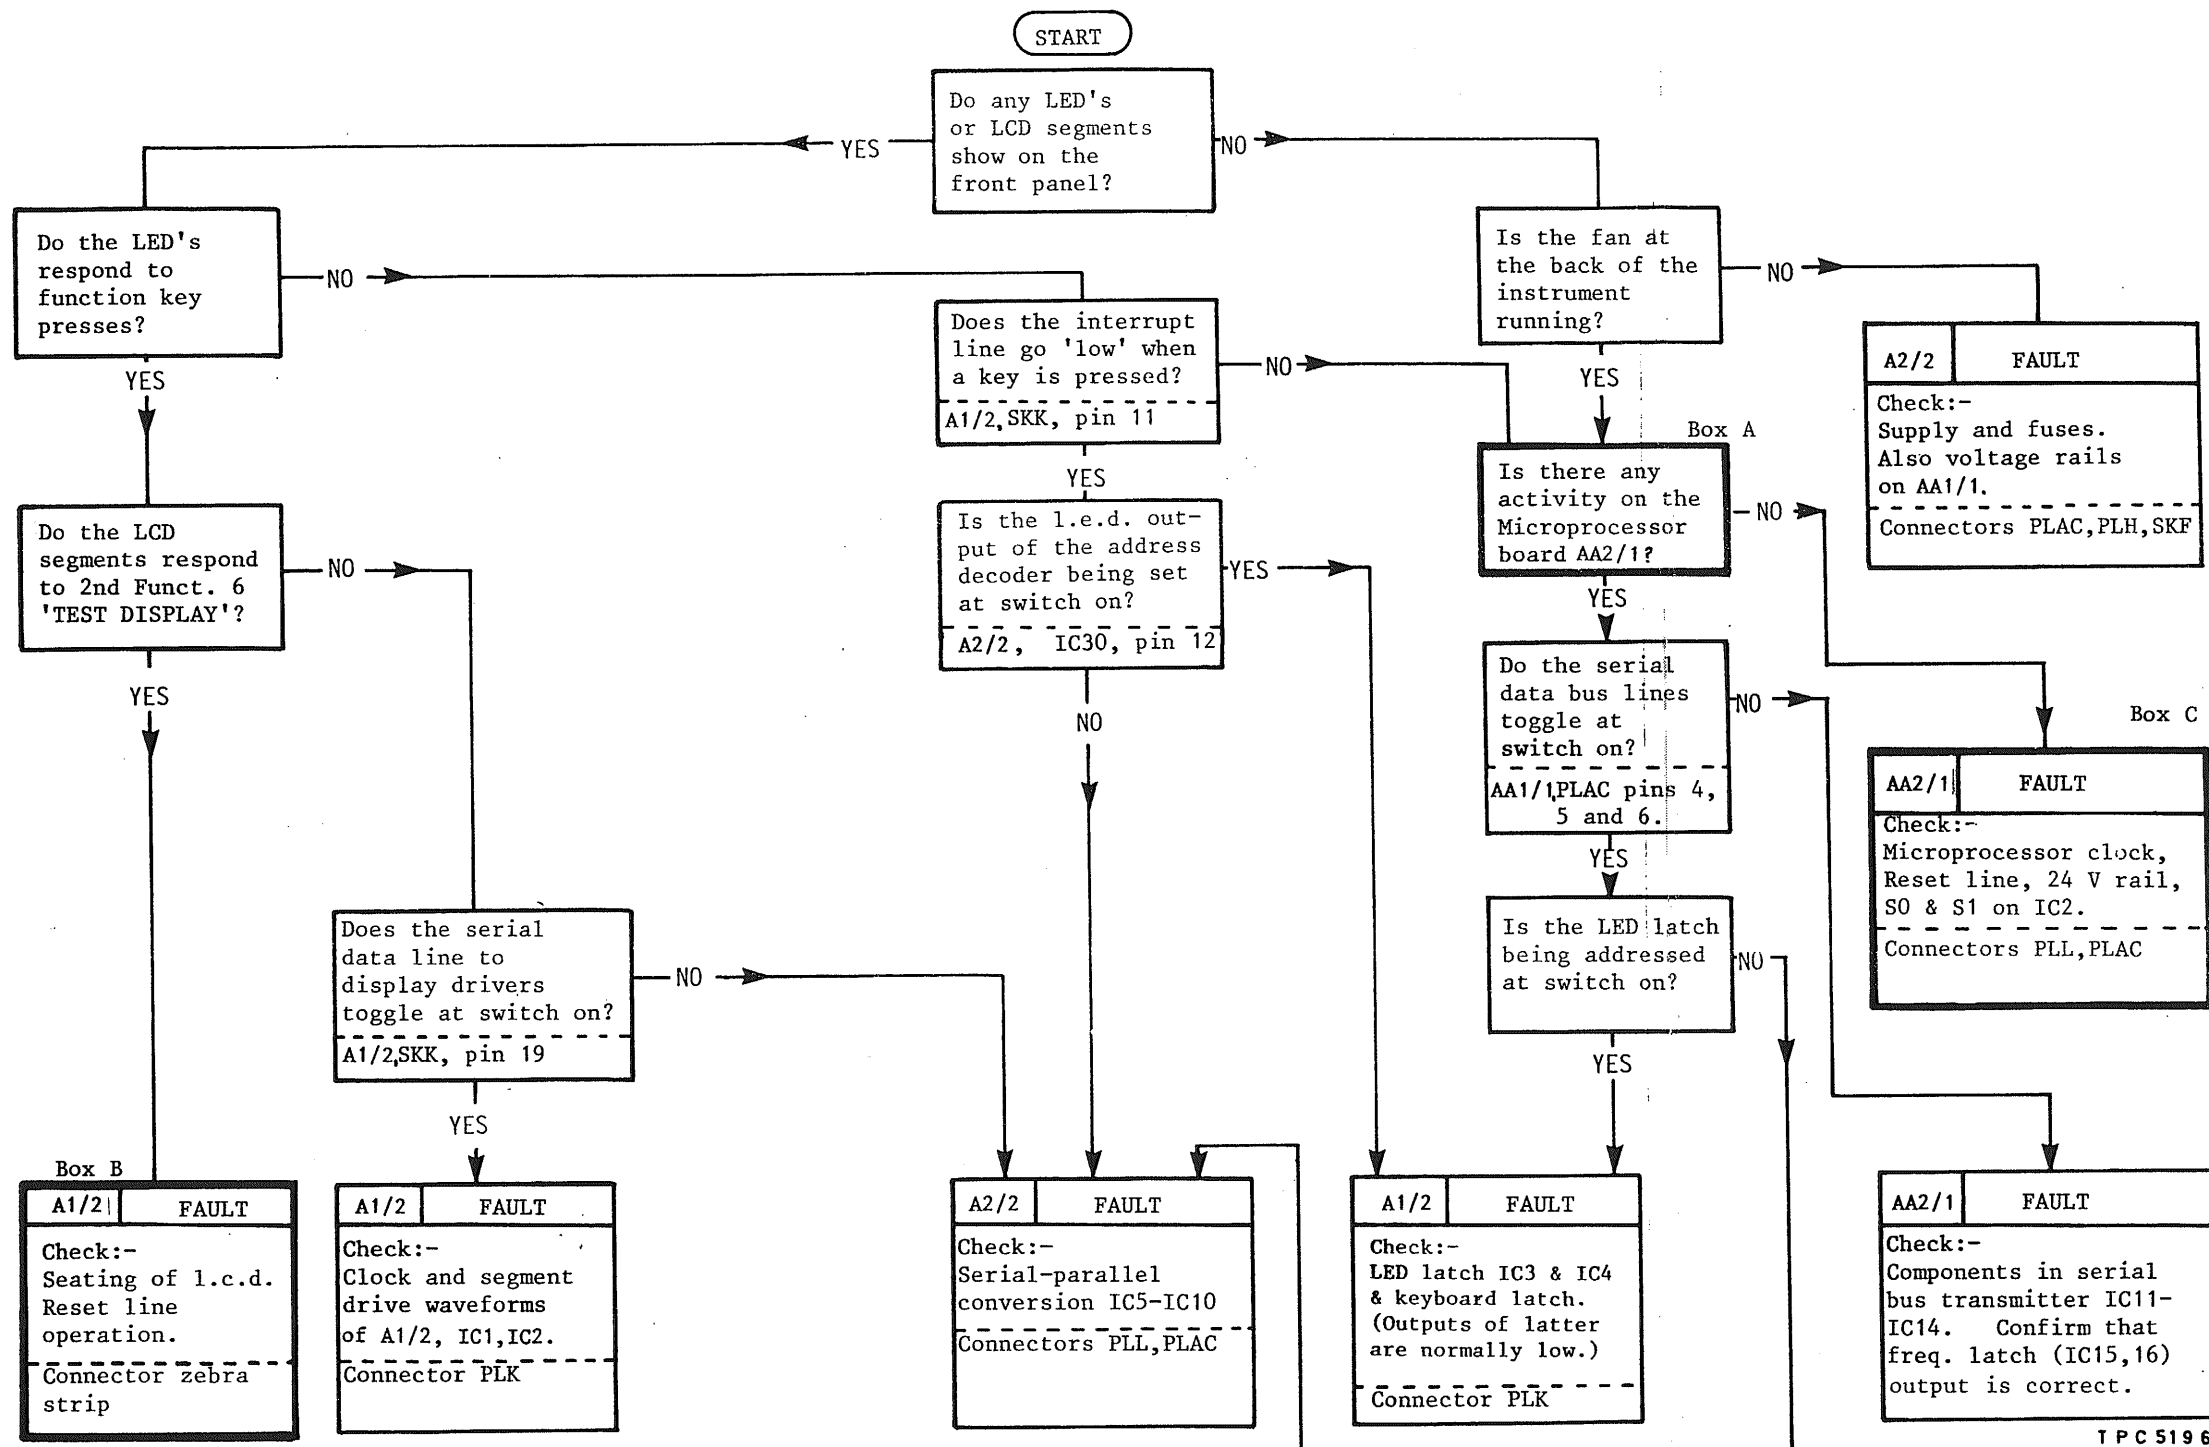 START
Do any LED's
or LCD segments
show on the
front panel?
YES
NO
Do the LED's
respond to
function key
presses?
NO
YES
Is the fan at
the back of the
instrument
running?
NO
YES
Does the interrupt
line go 'low' when
a key is pressed?
A1/2,SKK, pin 11
NO
YES
A2/2 FAULT
Check:-
Supply and fuses.
Also voltage rails
on AA1/1.
Connectors PLAC,PLH,SKF
Box A
Is there any
activity on the
Microprocessor
board AA2/1?
NO
YES
Do the LCD
segments respond
to 2nd Funct. 6
'TEST DISPLAY'?
NO
YES
Is the l.e.d. out-
put of the address
decoder being set
at switch on?
A2/2, IC30, pin 12
YES
NO
Do the serial
data bus lines
toggle at
switch on?
AA1/1,PLAC pins 4,
5 and 6.
NO
YES
Box C
AA2/1 FAULT
Check:-
Microprocessor clock,
Reset line, 24 V rail,
S0 & S1 on IC2.
Connectors PLL,PLAC
Does the serial
data line to
display drivers
toggle at switch on?
A1/2,SKK, pin 19
NO
YES
Is the LED latch
being addressed
at switch on?
NO
YES
Box B
A1/2 FAULT
Check:-
Seating of l.c.d.
Reset line
operation.
Connector zebra
strip
A1/2 FAULT
Check:-
Clock and segment
drive waveforms
of A1/2, IC1,IC2.
Connector PLK
A2/2 FAULT
Check:-
Serial-parallel
conversion IC5-IC10
Connectors PLL,PLAC
A1/2 FAULT
Check:-
LED latch IC3 & IC4
& keyboard latch.
(Outputs of latter
are normally low.)
Connector PLK
AA2/1 FAULT
Check:-
Components in serial
bus transmitter IC11-
IC14. Confirm that
freq. latch (IC15,16)
output is correct.
TPC 5196